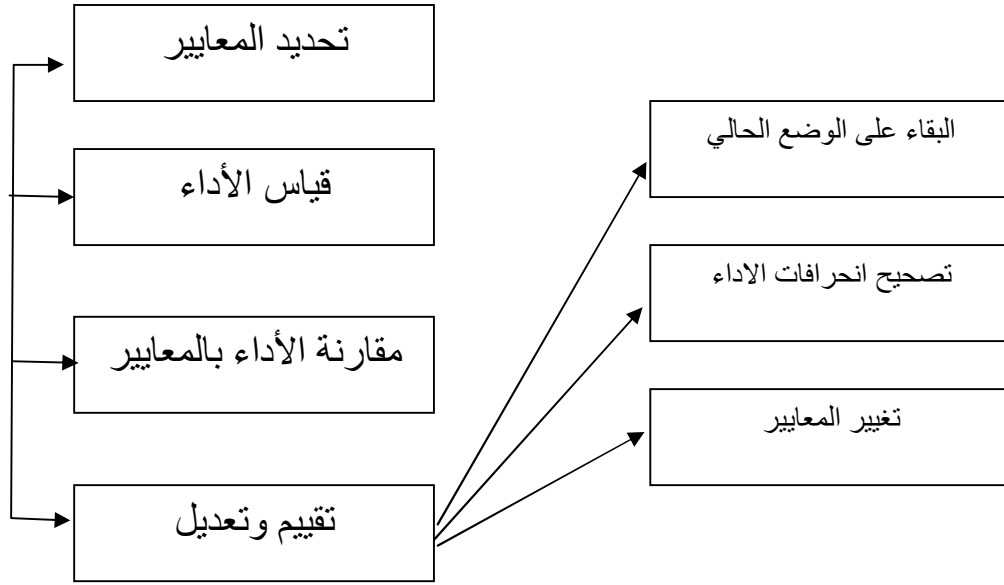 تحديد المعايير
قياس الأداء
مقارنة الأداء بالمعايير
تقييم وتعديل
البقاء على الوضع الحالي
تصحيح انحرافات الاداء
تغيير المعايير